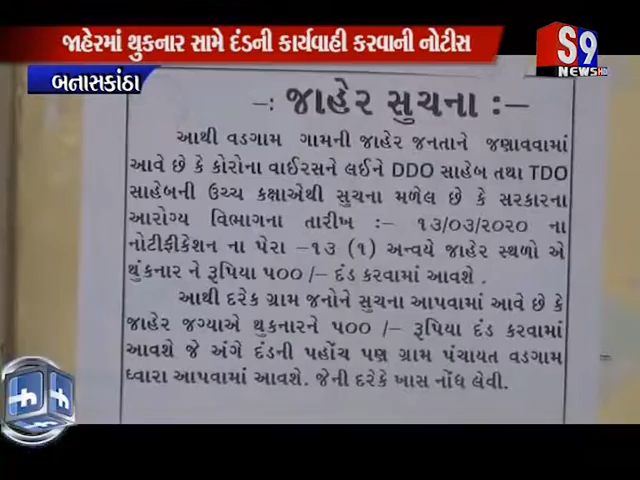 જાહેરમાં થુકનાર સામે દંડની કાર્યવાહી કરવાની નોટીસ
S9
NEWS HD
બનાસકાંઠા
-: જાહેર સુચના :-
આથી વડગામ ગામની જાહેર જનતાને જણાવવામાં
આવે છે કે કોરોના વાઈરસને લઈને DDO સાહેબ તથા TDO
સાહેબની ઉચ્ચ કક્ષાએથી સુચના મળેલ છે કે સરકારના
આરોગ્ય વિભાગના તારીખ :- ૧૩/૦૩/૨૦૨૦ ના
નોટીફીકેશન ના પેરા -૧૩ (૧) અન્વયે જાહેર સ્થળો એ
થુંકનાર ને રૂપિયા ૫૦૦ /- દંડ કરવામાં આવશે .
આથી દરેક ગ્રામ જનોને સુચના આપવામાં આવે છે કે
જાહેર જગ્યાએ થુકનારને ૫૦૦ /- રૂપિયા દંડ કરવામાં
આવશે જે અંગે દંડની પહોંચ પણ ગ્રામ પંચાયત વડગામ
ધ્વારા આપવામાં આવશે. જેની દરેકે ખાસ નોંધ લેવી.